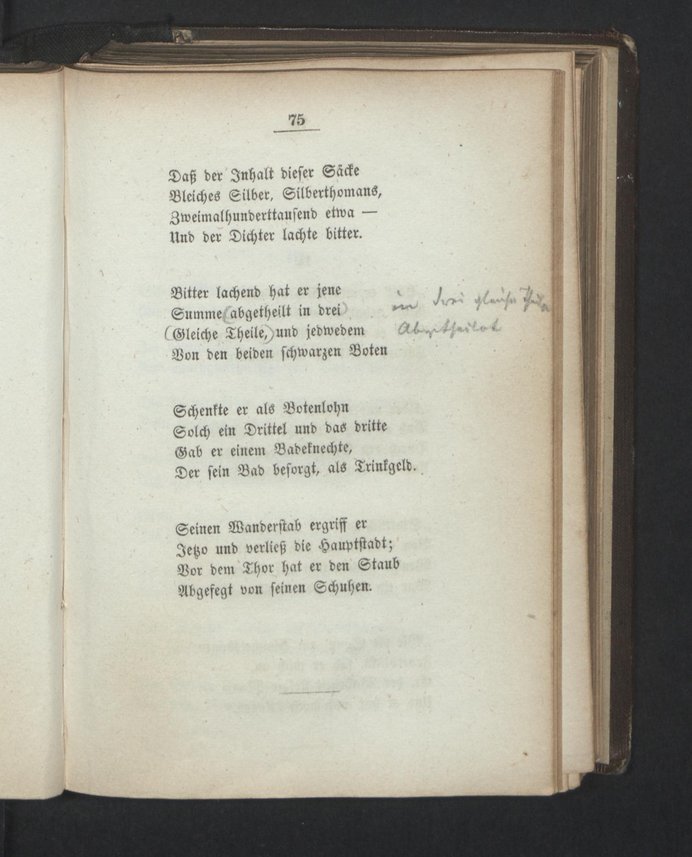 75
Daß der Inhalt dieser Säcke
Bleiches Silber, Silberthomans,
Zweimalhunderttausend etwa —
Und der Dichter lachte bitter.
Bitter lachend hat er jene
Summe (abgetheilt in drei)
(Gleiche Theile,) und jedwedem
Von den beiden schwarzen Boten
in drei gleiche Theile
Abgetheilet
Schenkte er als Botenlohn
Solch ein Drittel und das dritte
Gab er einem Badeknechte,
Der sein Bad besorgt, als Trinkgeld.
Seinen Wanderstab ergriff er
Jetzo und verließ die Hauptstadt;
Vor dem Thor hat er den Staub
Abgefegt von seinen Schuhen.